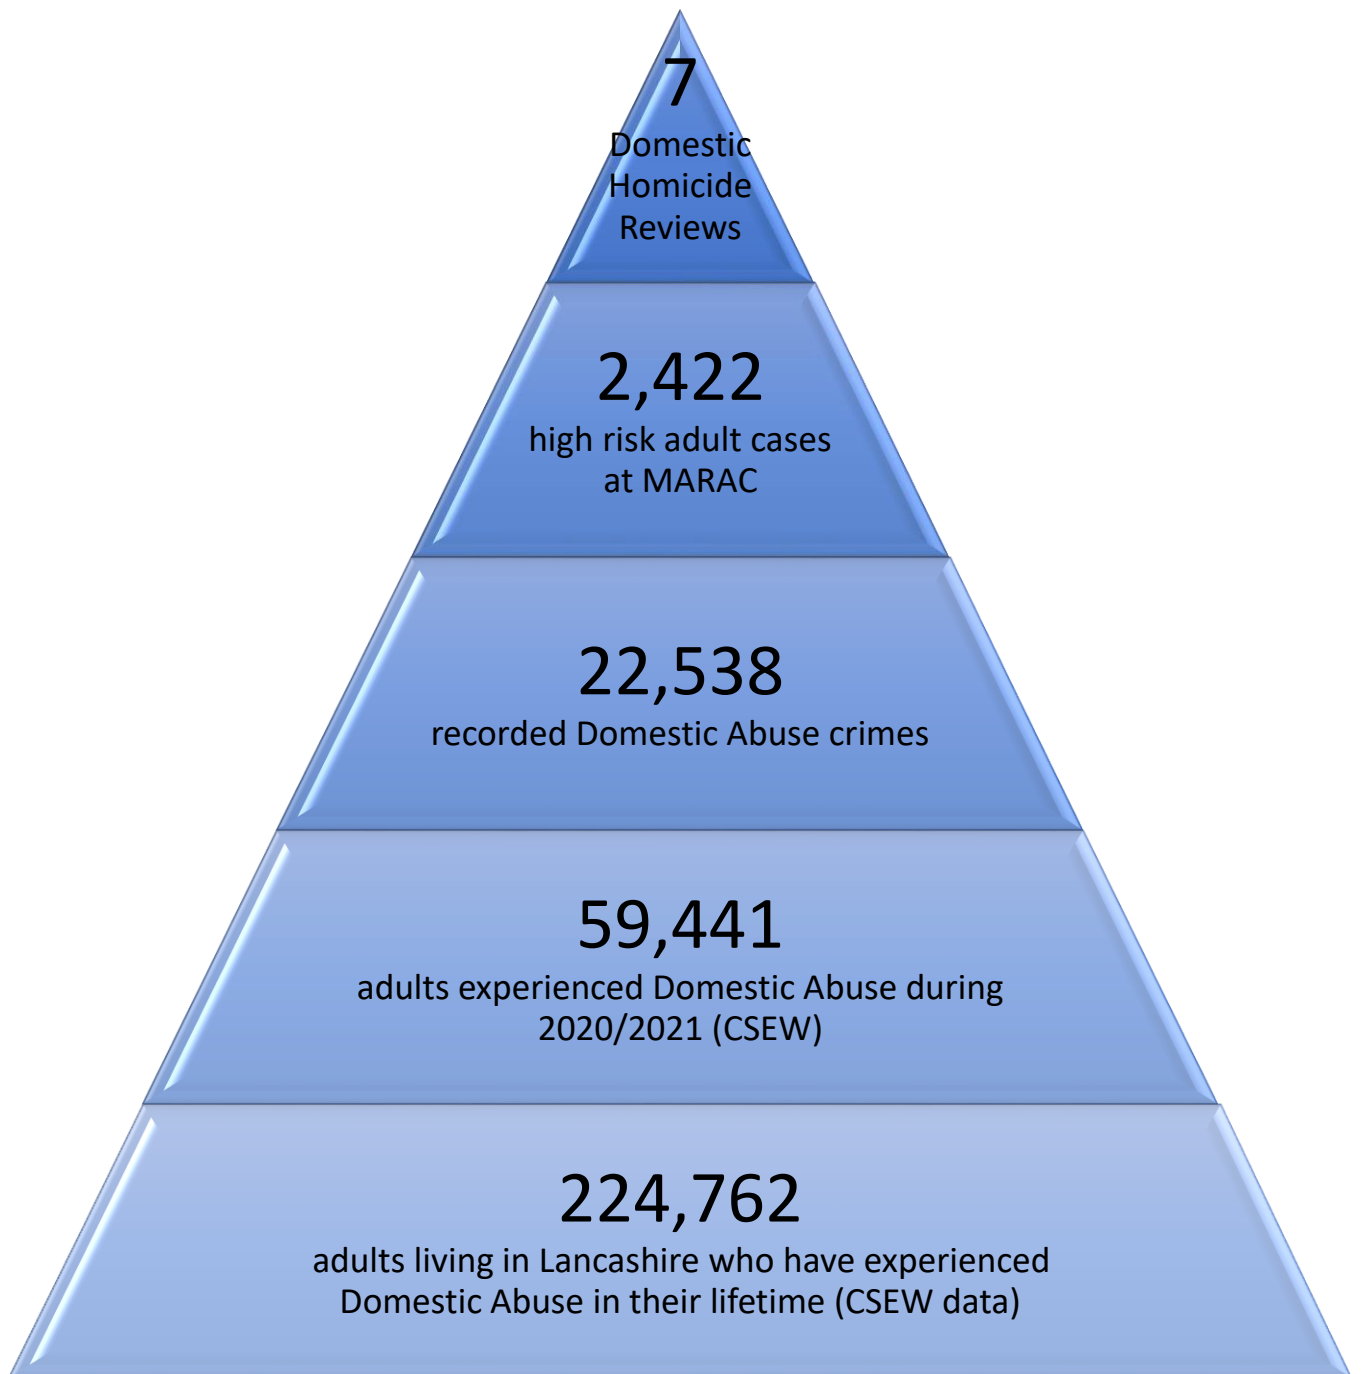 7
Domestic
Homicide
Reviews
2,422
high risk adult cases
at MARAC
22,538
recorded Domestic Abuse crimes
59,441
adults experienced Domestic Abuse during
2020/2021 (CSEW)
224,762
adults living in Lancashire who have experienced
Domestic Abuse in their lifetime (CSEW data)